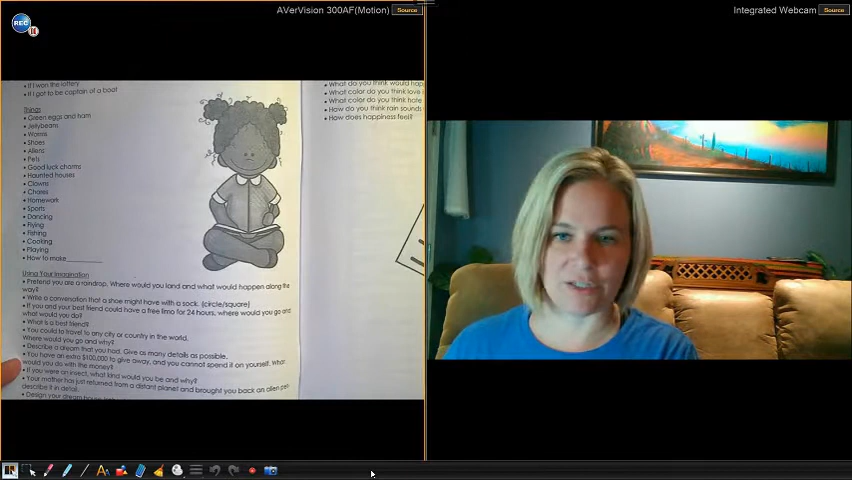 AVerVision 300AF(Motion)
Source
Integrated Webcam
Source
REC
• If I won the lottery
• If I got to be captain of a boat
Things
• Green eggs and ham
• Jellybeans
• Worms
• Shoes
• Aliens
• Pets
• Good luck charms
• Haunted houses
• Clowns
• Chores
• Homework
• Sports
• Dancing
• Flying
• Fishing
• Cooking
• Playing
• How to make
Using Your Imagination
• Pretend you are a raindrop. Where would you land and what would happen along the
way?
• Write a conversation that a shoe might have with a sock. (circle/square)
• If you and your best friend could have a free limo for 24 hours, where would you go and
what would you do?
• What is a best friend?
• You could to travel to any city or country in the world.
Where would you go and why?
• Describe a dream that you had. Give as many details as possible.
• You have an extra $100,000 to give away, and you cannot spend it on yourself. What
would you do with the money?
• If you were an insect, what kind would you be and why?
• Your mother has just returned from a distant planet and brought you back an alien pet-
describe it in detail.
• Design your dream house
• What do you think would hap
• What color do you think love
• What color do you think hate
• How do you think rain sounds
• How does happiness feel?